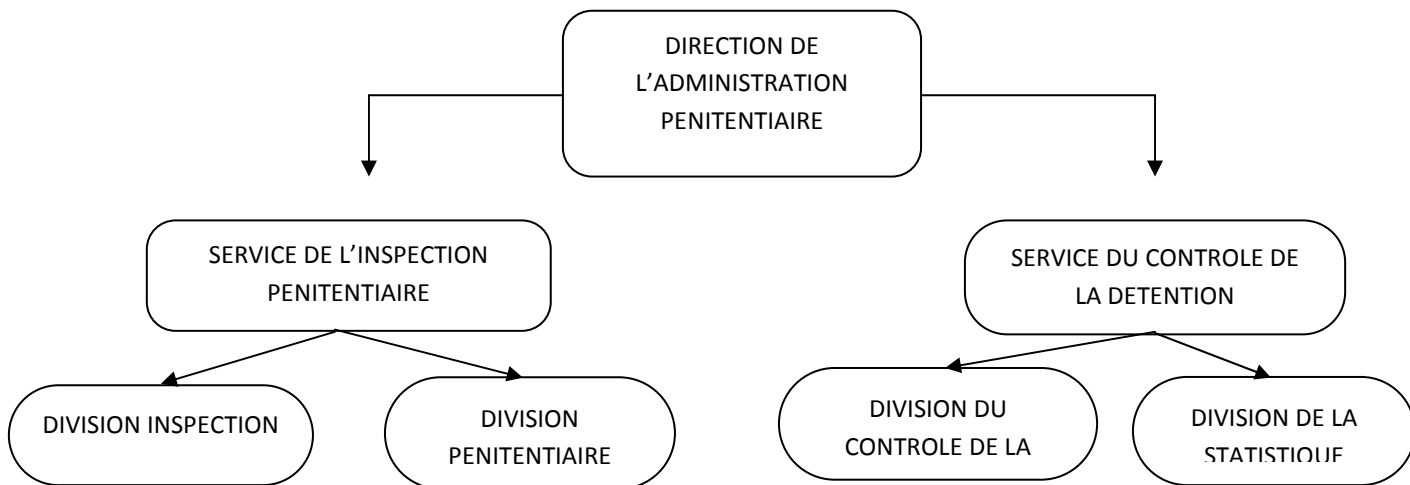 DIRECTION DE
L’ADMINISTRATION
PENITENTIAIRE
SERVICE DE L’INSPECTION
PENITENTIAIRE
SERVICE DU CONTROLE DE
LA DETENTION
DIVISION INSPECTION
DIVISION
PENITENTIAIRE
DIVISION DU
CONTROLE DE LA
DIVISION DE LA
STATISTIQUE